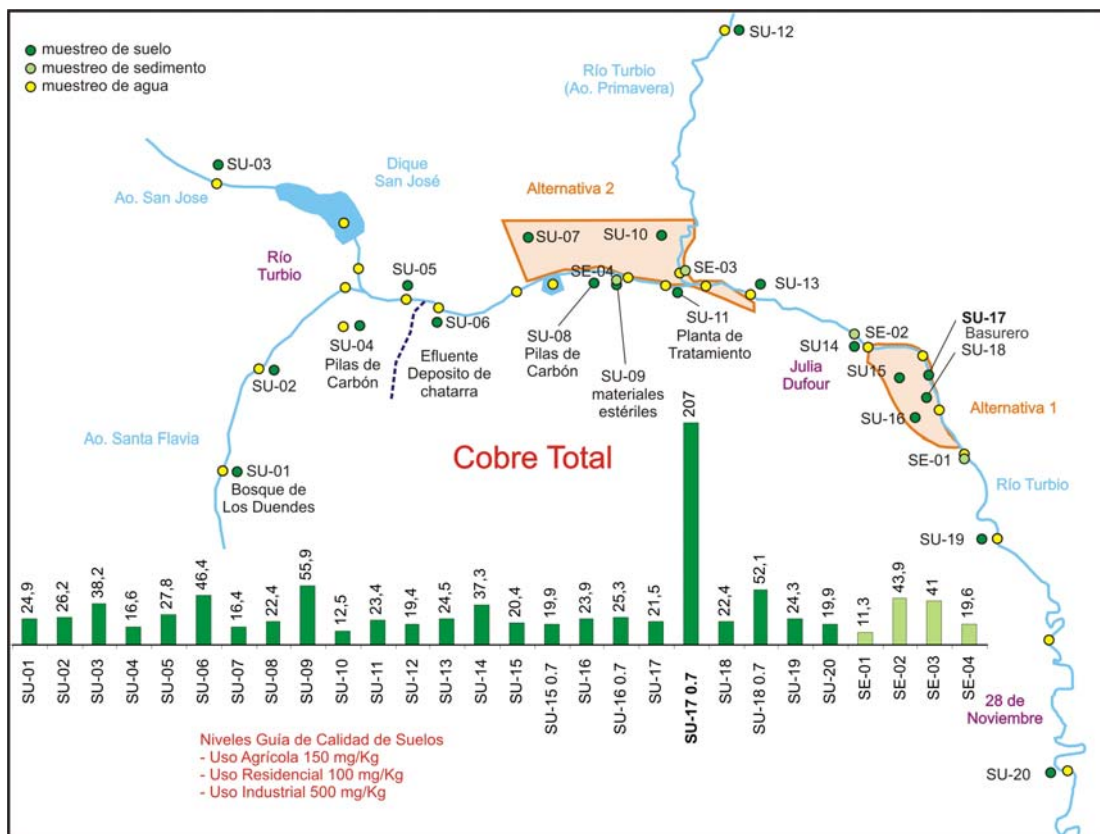 muestreo de suelo
muestreo de sedimento
muestreo de agua
SU-12
Río Turbio
(Ao. Primavera)
SU-03
Ao. San Jose
Dique
San José
Alternativa 2
SU-07
SU-10
Río
Turbio
SU-05
SE-04
SE-03
SU-13
SU-06
SU-04
Pilas de
Carbón
Efluente
Deposito de
chatarra
SU-08
Pilas de
Carbón
SU-09
materiales
estériles
SU-11
Planta de
Tratamiento
SU-02
SE-02
SU14
SU-17
Basurero
SU-18
SU15
SU-16
Julia
Dufour
Alternativa 1
SE-01
Ao. Santa Flavia
SU-01
Bosque de
Los Duendes
Río Turbio
SU-19
28 de
Noviembre
SU-20
Cobre Total
24,9
26,2
38,2
16,6
27,8
46,4
16,4
22,4
55,9
12,5
23,4
19,4
24,5
37,3
20,4
19,9
23,9
25,3
21,5
207
22,4
52,1
24,3
19,9
11,3
43,9
41
19,6
SU-01
SU-02
SU-03
SU-04
SU-05
SU-06
SU-07
SU-08
SU-09
SU-10
SU-11
SU-12
SU-13
SU-14
SU-15
SU-15 0.7
SU-16
SU-16 0.7
SU-17
SU-17 0.7
SU-18
SU-18 0.7
SU-19
SU-20
SE-01
SE-02
SE-03
SE-04
Niveles Guía de Calidad de Suelos
- Uso Agrícola 150 mg/Kg
- Uso Residencial 100 mg/Kg
- Uso Industrial 500 mg/Kg